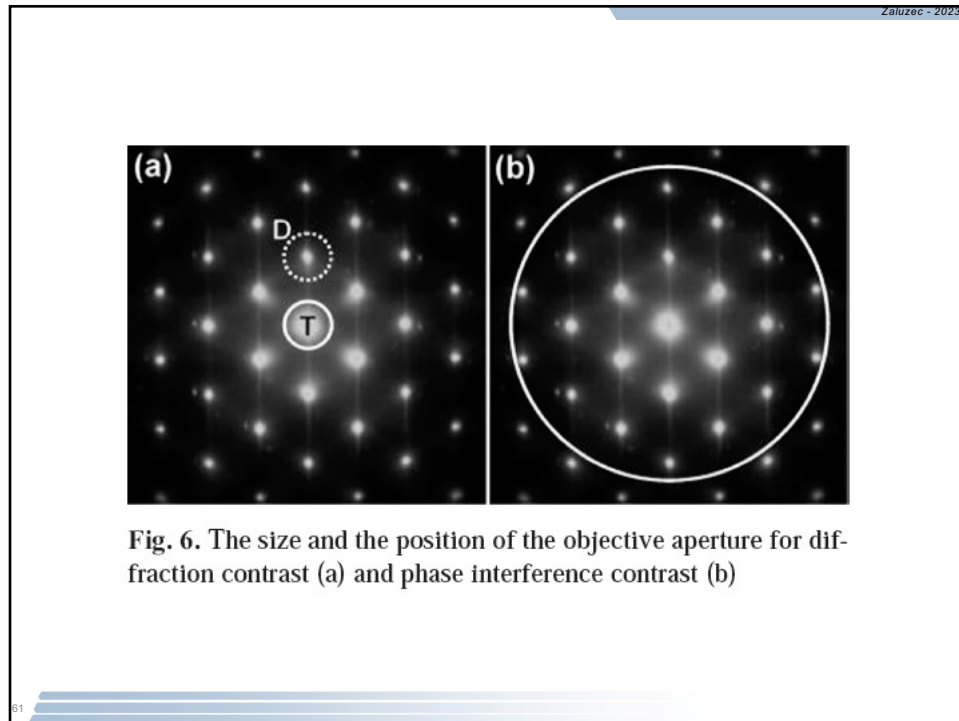 Zaluzec - 2023
(a)
D
T
(b)
Fig. 6. The size and the position of the objective aperture for dif-
fraction contrast (a) and phase interference contrast (b)
61